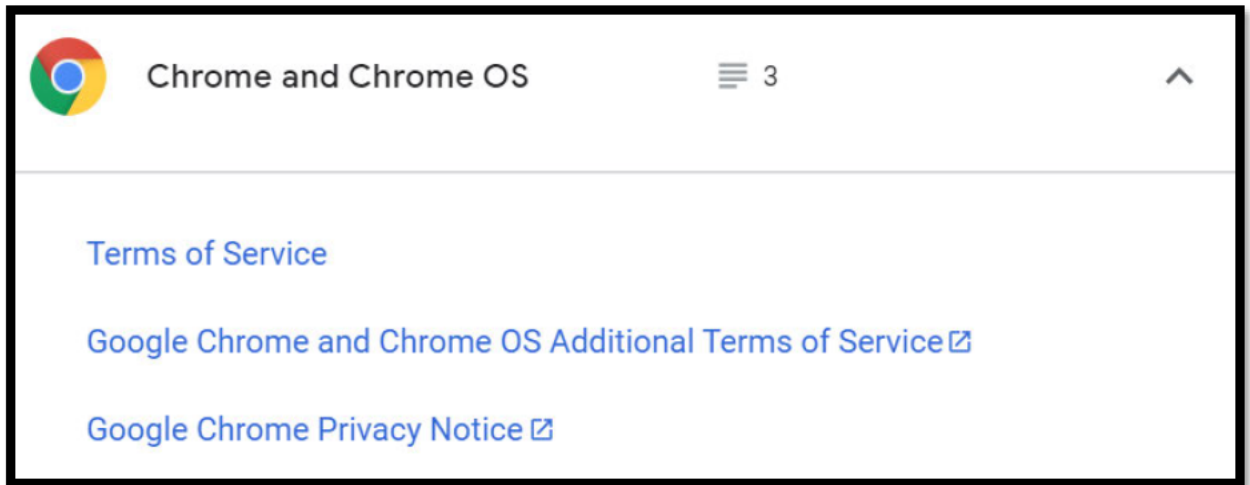 Chrome and Chrome OS 3
Terms of Service
Google Chrome and Chrome OS Additional Terms of Service
Google Chrome Privacy Notice